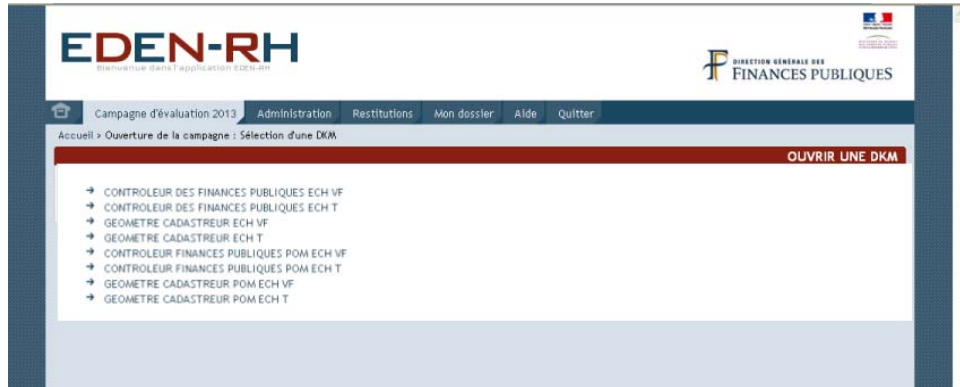 EDEN-RH
Bienvenue dans l'application EDEN-RH
DIRECTION GÉNÉRALE DES
FINANCES PUBLIQUES
Campagne d'évaluation 2013 Administration Restitutions Mon dossier Aide Quitter
Accueil > Ouverture de la campagne : Sélection d'une DKM
OUVRIR UNE DKM
CONTROLEUR DES FINANCES PUBLIQUES ECH VF
CONTROLEUR DES FINANCES PUBLIQUES ECH T
GEOMETRE CADASTREUR ECH VF
GEOMETRE CADASTREUR ECH T
CONTROLEUR FINANCES PUBLIQUES POM ECH VF
CONTROLEUR FINANCES PUBLIQUES POM ECH T
GEOMETRE CADASTREUR POM ECH VF
GEOMETRE CADASTREUR POM ECH T